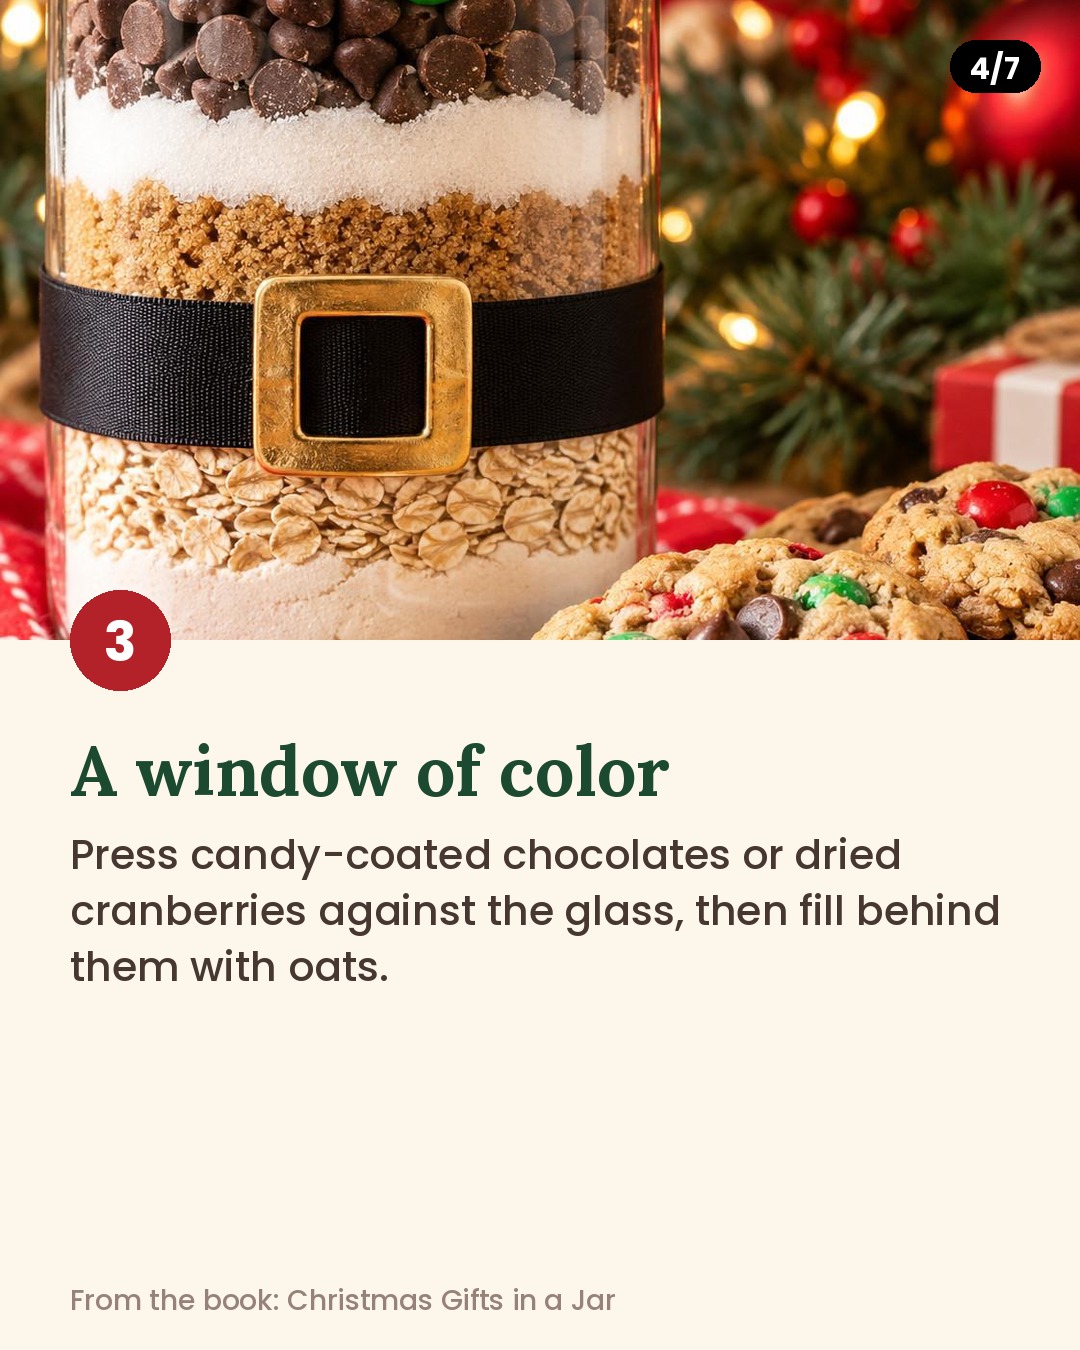 4/7
3
A window of color
Press candy-coated chocolates or dried
cranberries against the glass, then fill behind
them with oats.
From the book: Christmas Gifts in a Jar